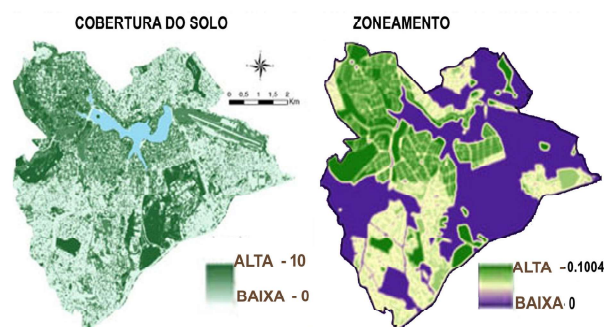 COBERTURA DO SOLO
ZONEAMENTO
0 0,5 1 1,5 2
Km
ALTA - 10
BAIXA - 0
ALTA -0.1004
BAIXA 0